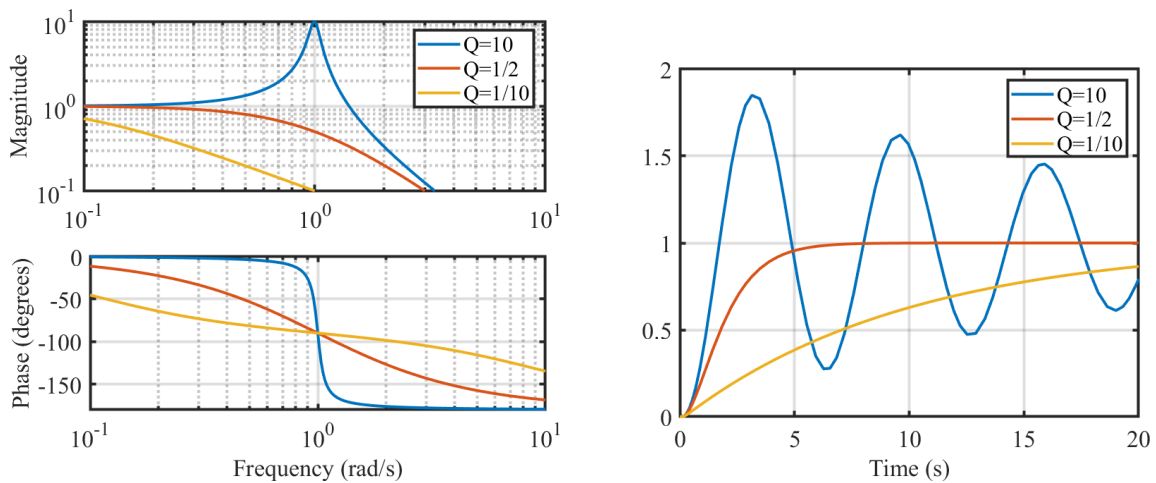 10^1
10^0
10^-1
Magnitude
Q=10
Q=1/2
Q=1/10
10^-1
10^0
10^1
0
-50
-100
-150
Phase (degrees)
10^-1
10^0
10^1
Frequency (rad/s)
2
1.5
1
0.5
0
Q=10
Q=1/2
Q=1/10
0
5
10
15
20
Time (s)